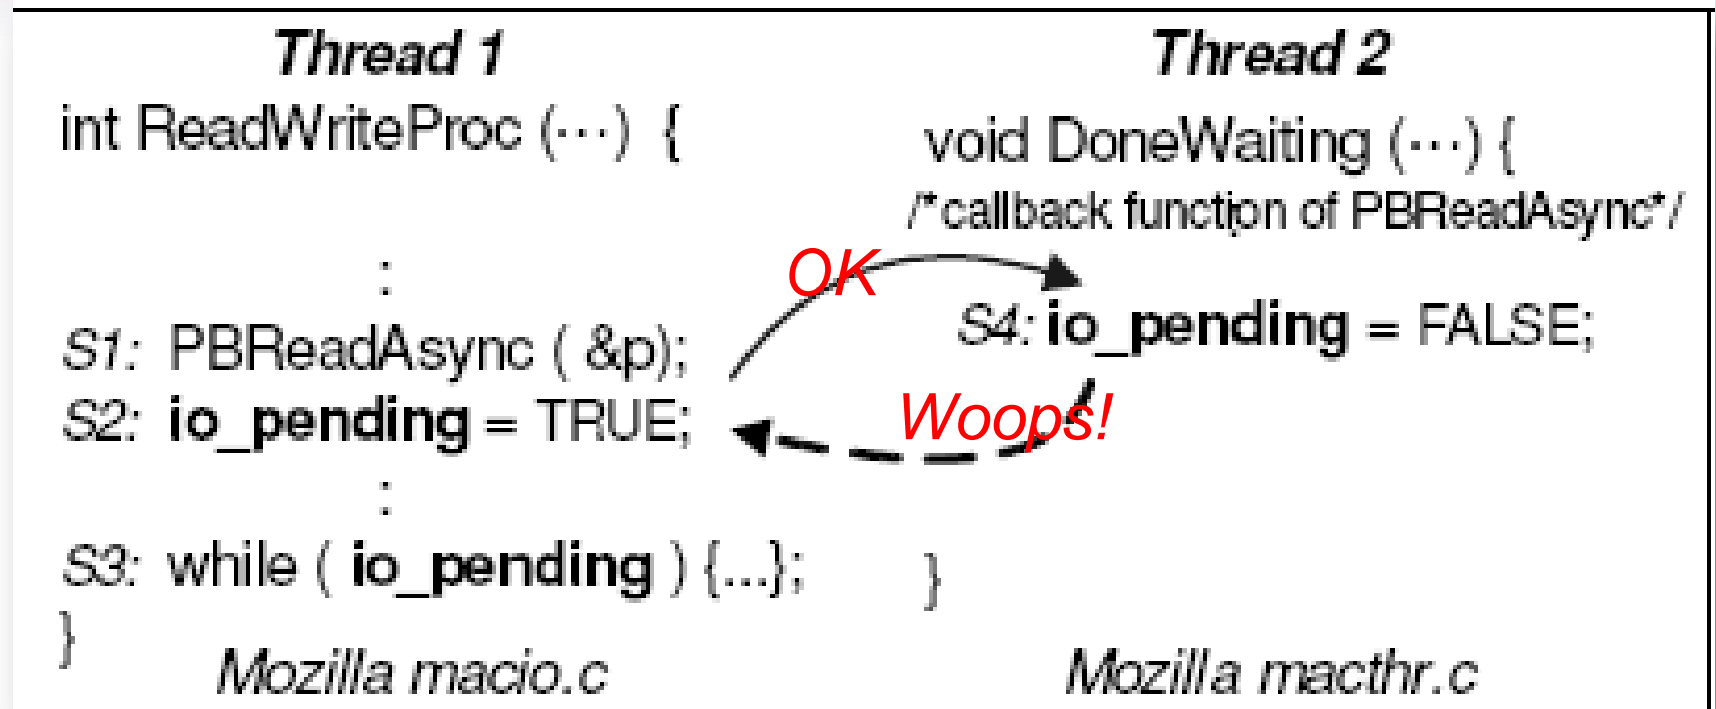 Thread 1
int ReadWriteProc (···) {
:
S1: PBReadAsync ( &p);
S2: io_pending = TRUE;
:
S3: while ( io_pending ) {...};
}
Mozilla macio.c
OK
Woops!
Thread 2
void DoneWaiting (···) {
/*callback function of PBReadAsync*/
S4: io_pending = FALSE;
}
Mozilla macthr.c